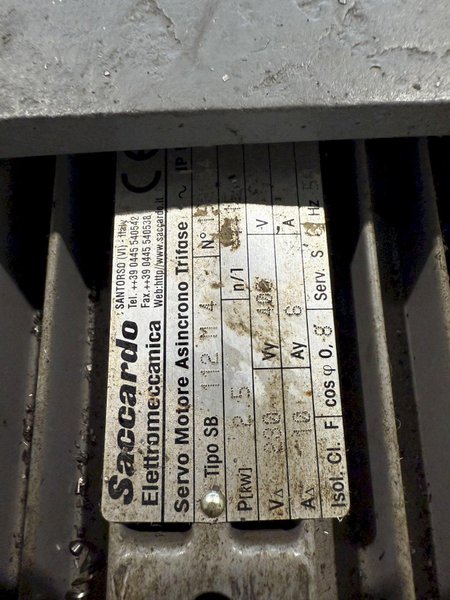 Saccardo
Elettromeccanica
SANTORSO (VI) - Italy
Tel. ++39 0445 540542
Fax.++39 0445 540538
Web:http//www.saccardo.it
CE
Servo Motore Asincrono Trifase ~ IP
Tipo SB 112 M 4 N°
P[kw] 2 5 n/1
VΔ 230 Vy 400 V
AΔ 10 Ay 6 A
Isol. Cl. F cos φ 0,8 Serv. S Hz